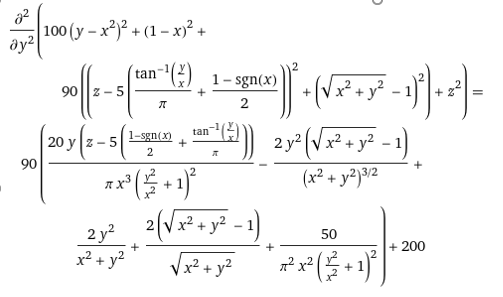 ∂²/∂y² (100 (y − x²)² + (1 − x)² +
90 ((z − 5 (tan⁻¹(y/x)/π + (1 − sgn(x))/2))² + (√(x² + y²) − 1)²) + z²) =
90 (20 y (z − 5 ((1−sgn(x))/2 + tan⁻¹(y/x)/π))/(π x³ (y²/x² + 1)²) − 2 y² (√(x² + y²) − 1)/(x² + y²)^(3/2) +
2 y²/(x² + y²) + 2 (√(x² + y²) − 1)/√(x² + y²) + 50/(π² x² (y²/x² + 1)²)) + 200